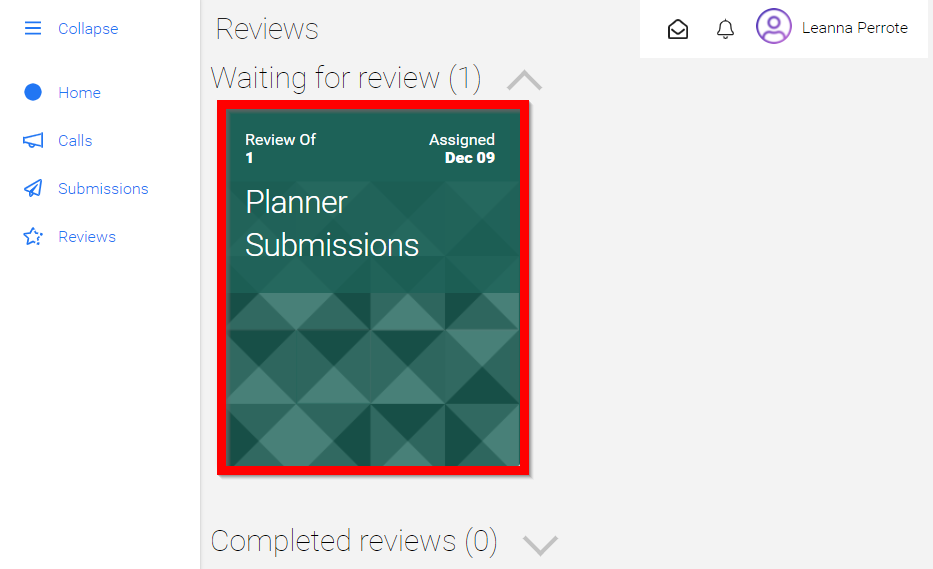 Collapse
Home
Calls
Submissions
Reviews
Reviews
Leanna Perrote
Waiting for review (1)
Review Of
1
Assigned
Dec 09
Planner
Submissions
Completed reviews (0)